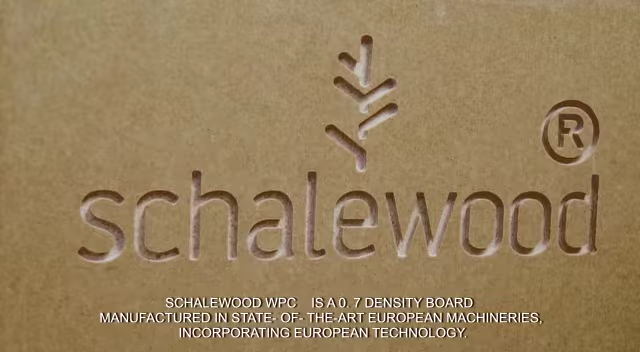 ®
schalewood
SCHALEWOOD WPC IS A 0. 7 DENSITY BOARD
MANUFACTURED IN STATE- OF- THE-ART EUROPEAN MACHINERIES,
INCORPORATING EUROPEAN TECHNOLOGY.